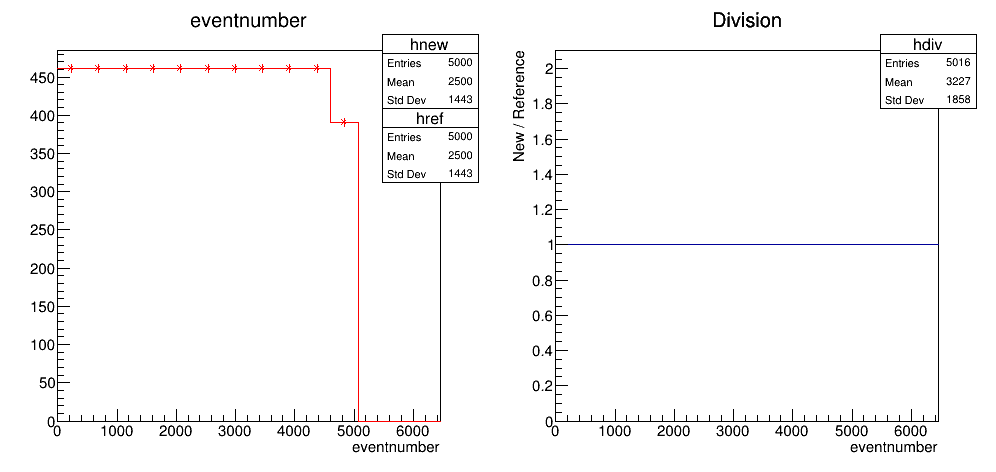 eventnumber
hnew
Entries 5000
Mean 2500
Std Dev 1443
href
Entries 5000
Mean 2500
Std Dev 1443
450
400
350
300
250
200
150
100
50
0
0 1000 2000 3000 4000 5000 6000
eventnumber
Division
hdiv
Entries 5016
Mean 3227
Std Dev 1858
New / Reference
2
1.8
1.6
1.4
1.2
1
0.8
0.6
0.4
0.2
0
0 1000 2000 3000 4000 5000 6000
eventnumber